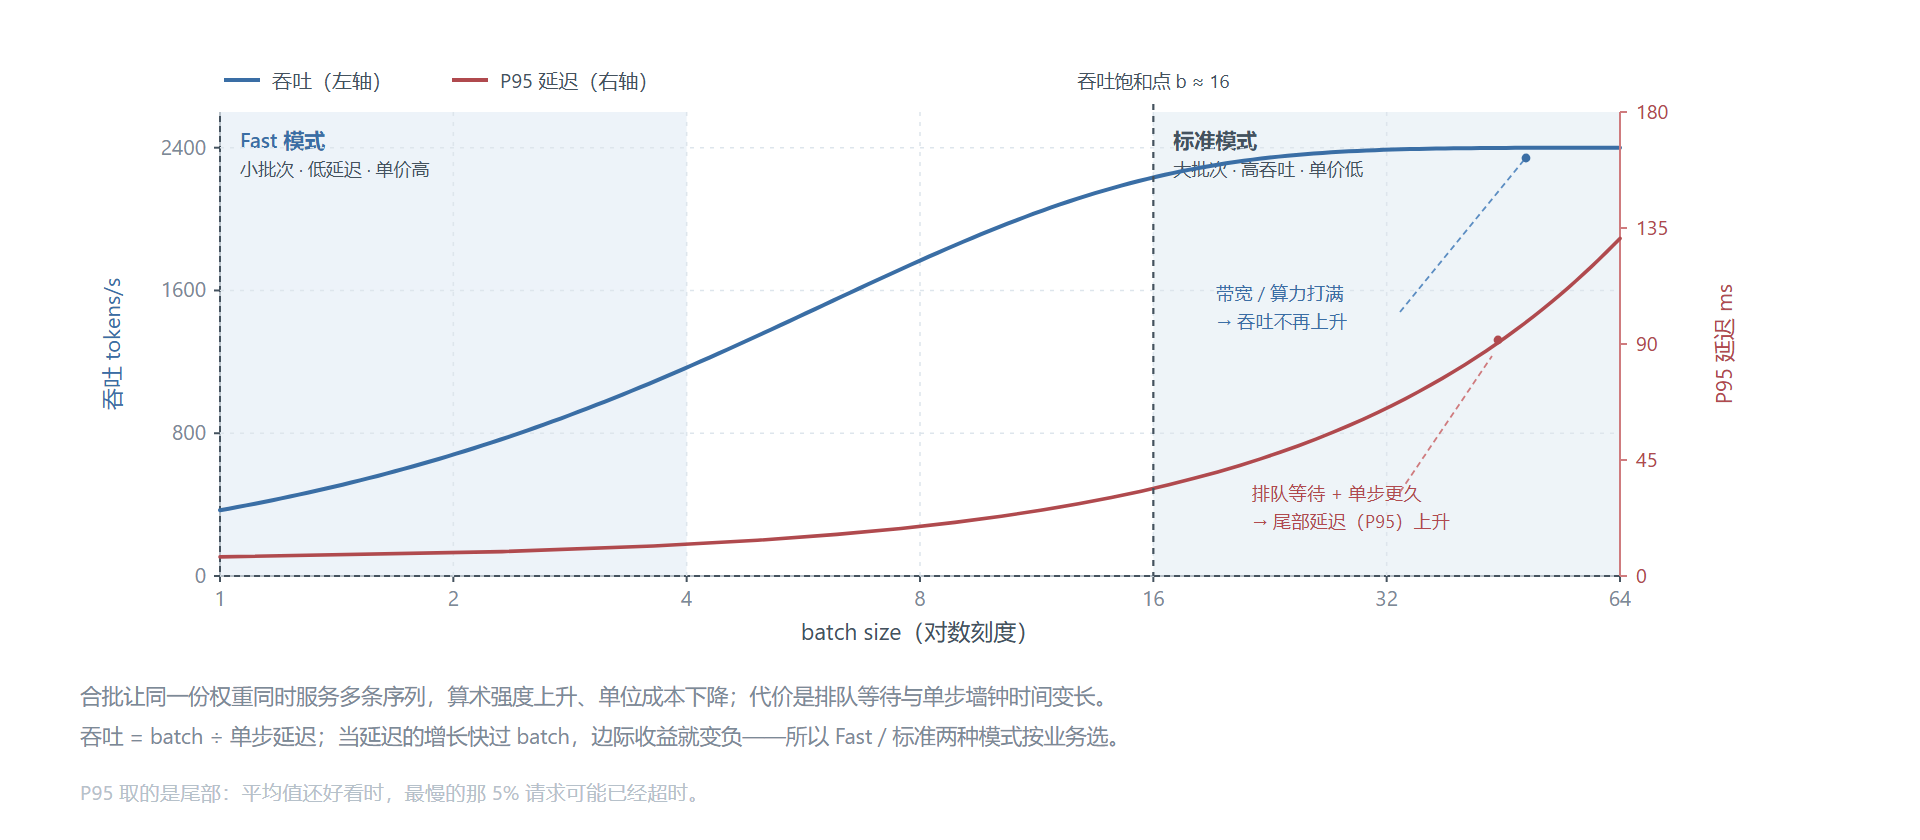 吞吐（左轴）
P95 延迟（右轴）
吞吐饱和点 b ≈ 16
Fast 模式
小批次 · 低延迟 · 单价高
标准模式
大批次 · 高吞吐 · 单价低
带宽 / 算力打满
→ 吞吐不再上升
排队等待 + 单步更久
→ 尾部延迟（P95）上升
吞吐 tokens/s
2400
1600
800
0
P95 延迟 ms
180
135
90
45
0
1 2 4 8 16 32 64
batch size（对数刻度）
合批让同一份权重同时服务多条序列，算术强度上升、单位成本下降；代价是排队等待与单步墙钟时间变长。
吞吐 = batch ÷ 单步延迟；当延迟的增长快过 batch，边际收益就变负——所以 Fast / 标准两种模式按业务选。
P95 取的是尾部：平均值还好看时，最慢的那 5% 请求可能已经超时。